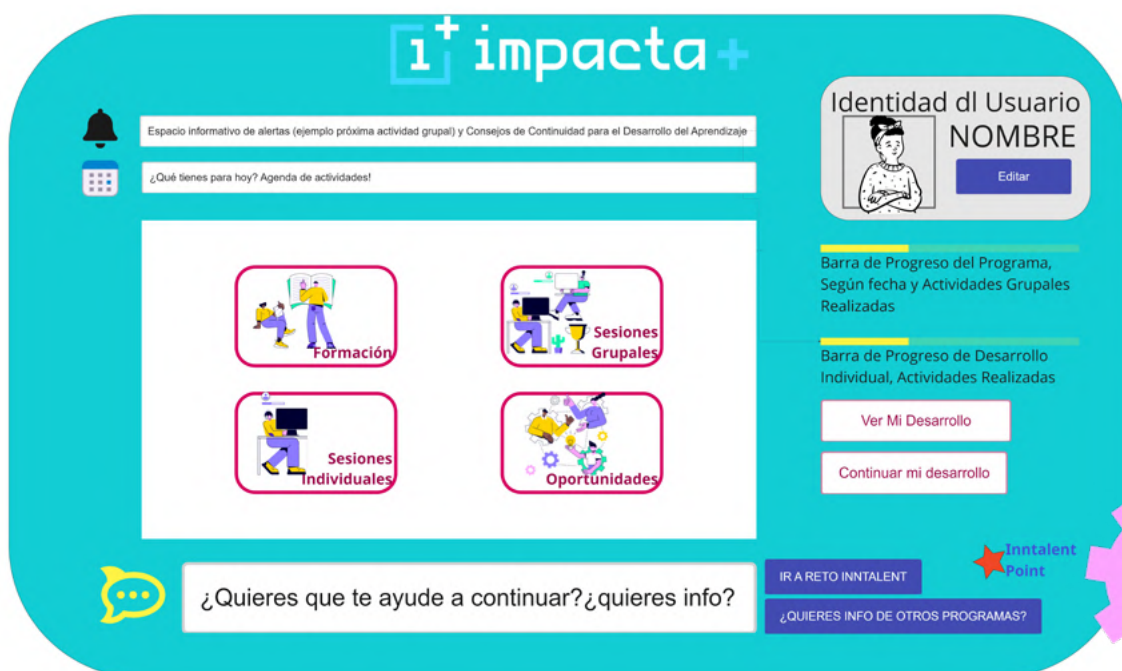 i+ impacta+
Espacio informativo de alertas (ejemplo próxima actividad grupal) y Consejos de Continuidad para el Desarrollo del Aprendizaje
¿Qué tienes para hoy? Agenda de actividades!
Identidad dl Usuario
NOMBRE
Editar
Formación
Sesiones
Grupales
Sesiones
Individuales
Oportunidades
Barra de Progreso del Programa,
Según fecha y Actividades Grupales
Realizadas
Barra de Progreso de Desarrollo
Individual, Actividades Realizadas
Ver Mi Desarrollo
Continuar mi desarrollo
¿Quieres que te ayude a continuar?¿quieres info?
IR A RETO INNTALENT
¿QUIERES INFO DE OTROS PROGRAMAS?
Inntalent
Point